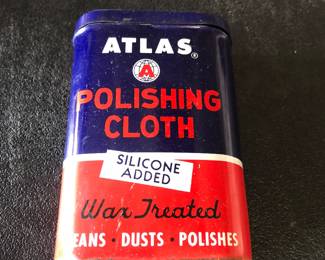 ATLAS®
A
POLISHING
CLOTH
SILICONE
ADDED
Wax Treated
EANS · DUSTS · POLISHES